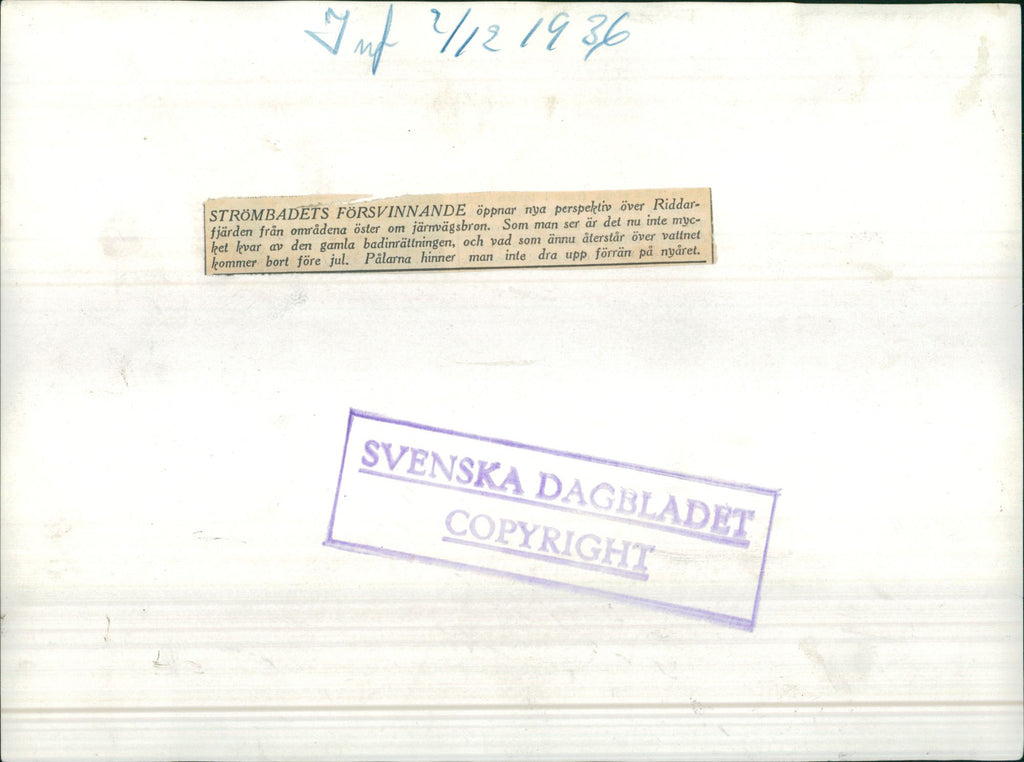 Inf 2/12 1936
STRÖMBADETS FÖRSVINNANDE öppnar nya perspektiv över Riddar-
fjärden från områdena öster om järnvägsbron. Som man ser är det nu inte myc-
ket kvar av den gamla badinrättningen, och vad som ännu återstår över vattnet
kommer bort före jul. Pålarna hinner man inte dra upp förrän på nyåret.
SVENSKA DAGBLADET
COPYRIGHT